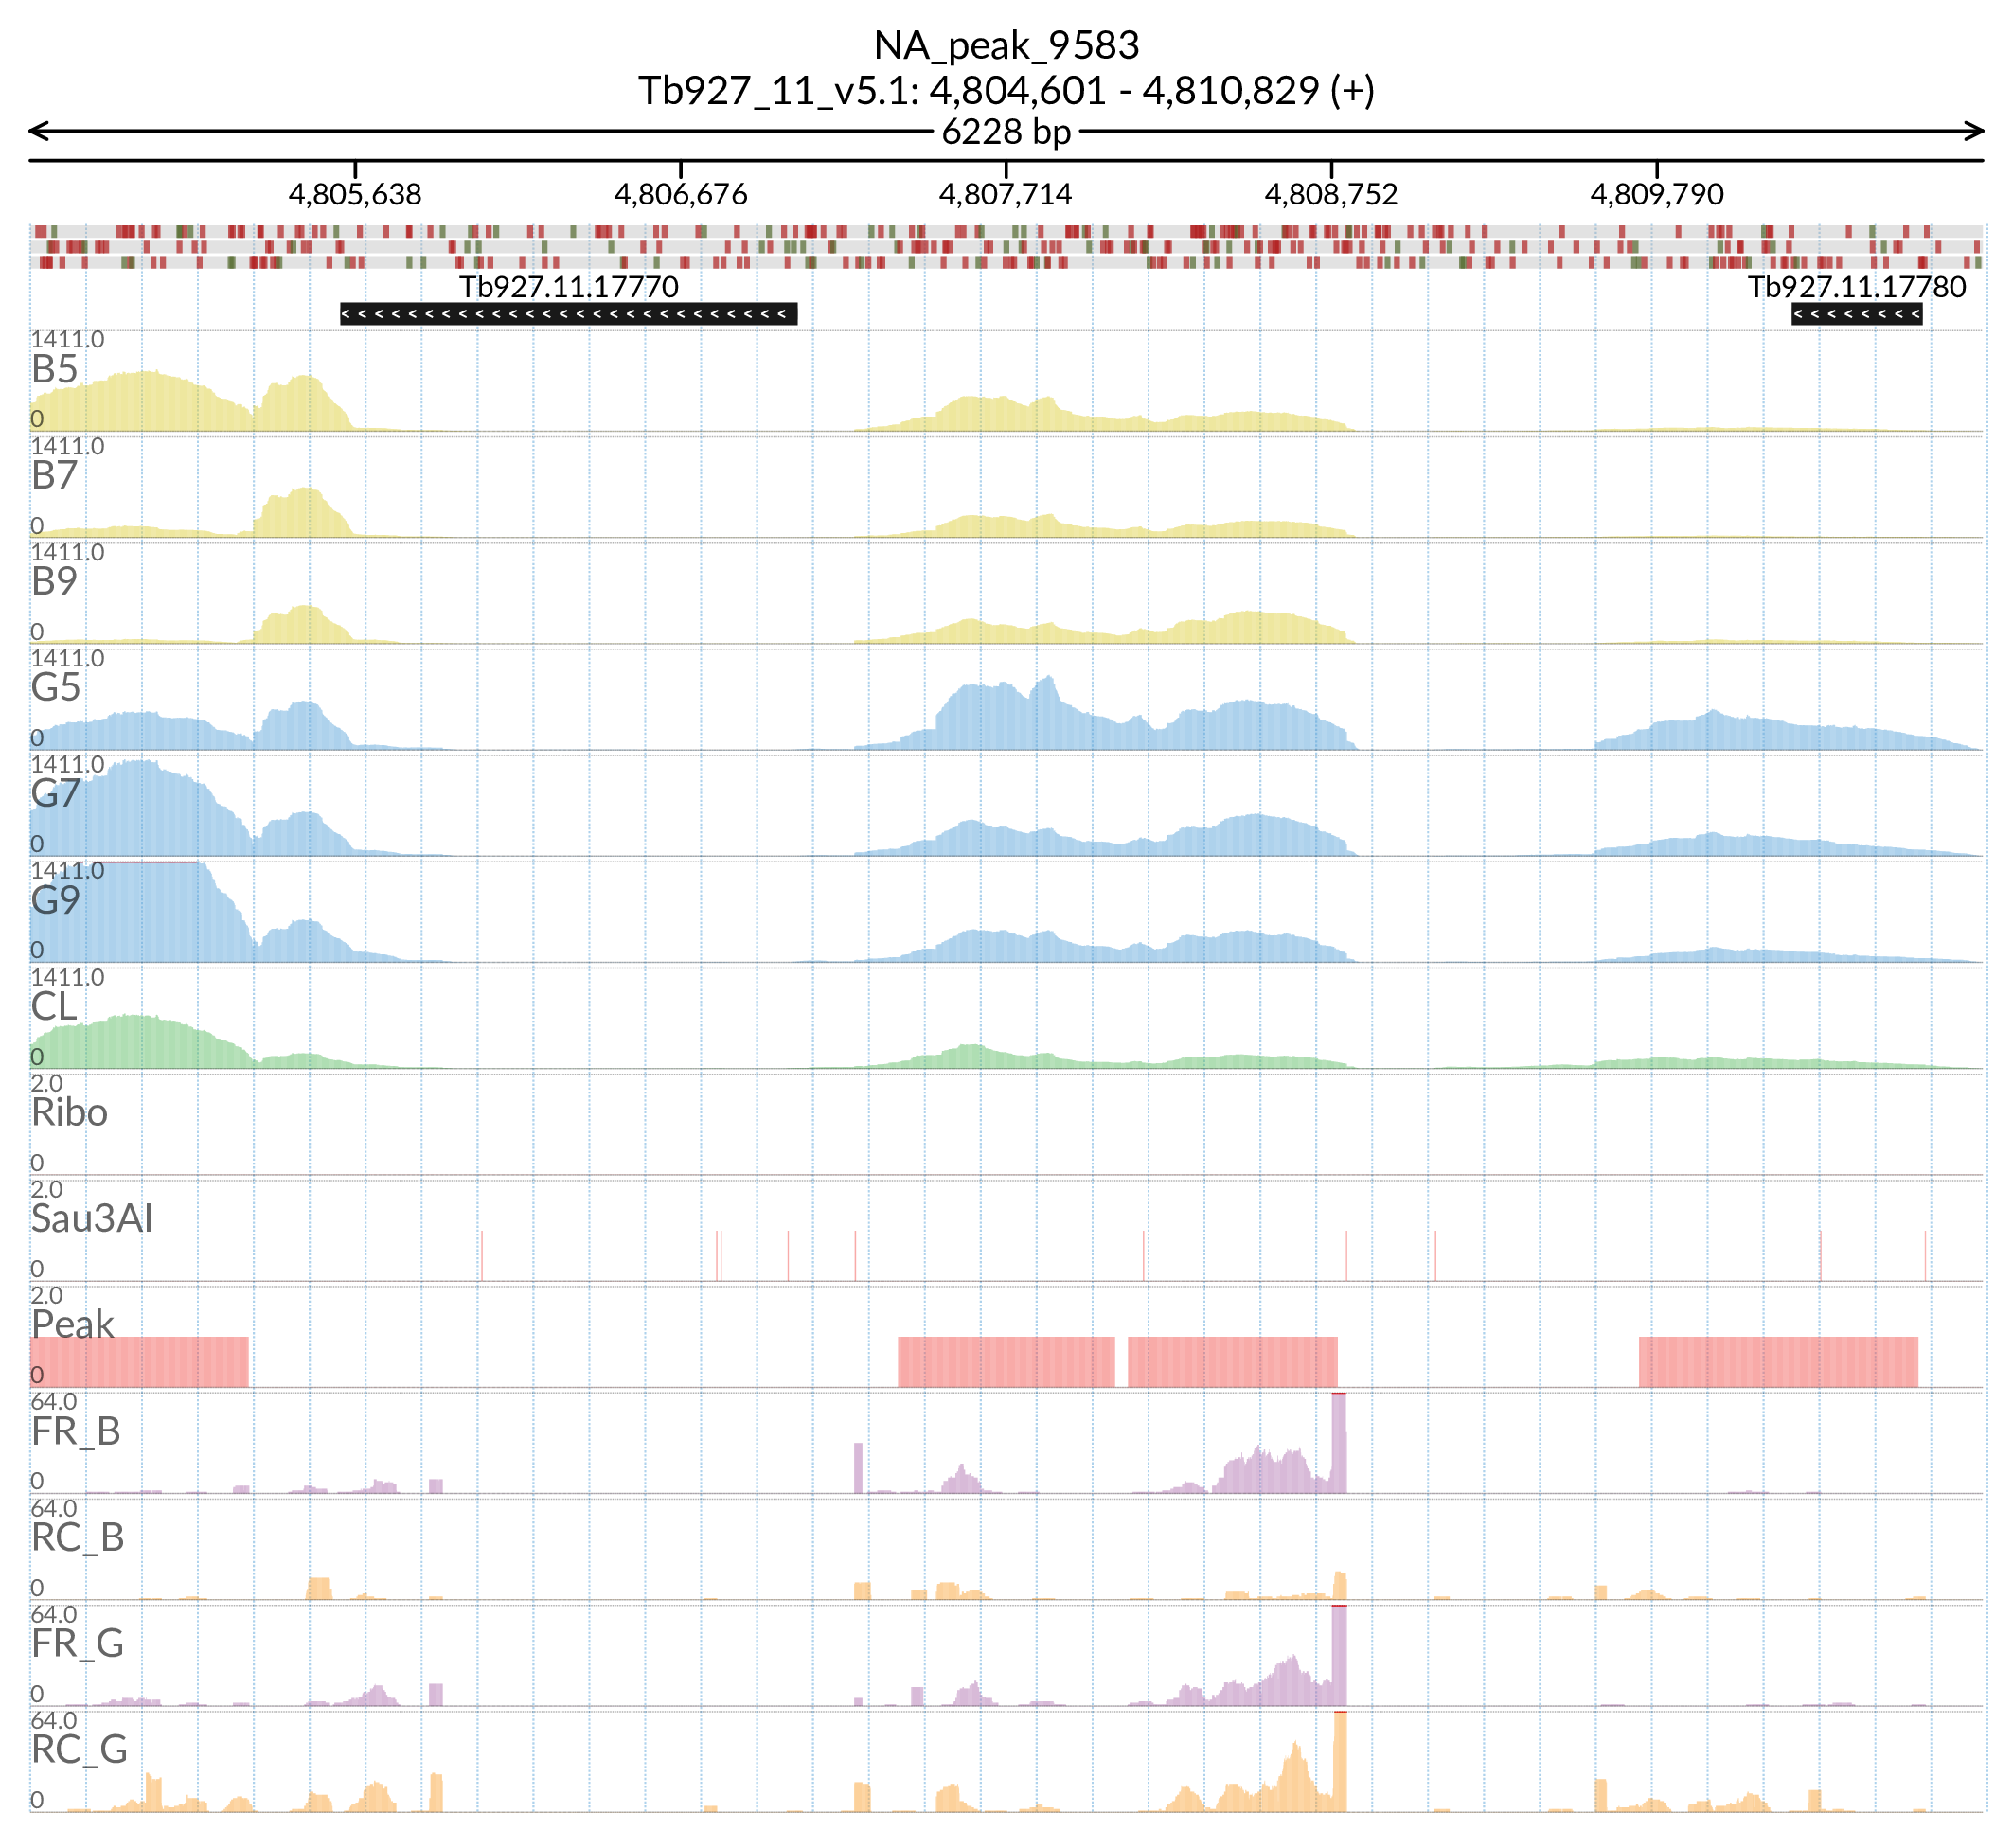 NA_peak_9583
Tb927_11_v5.1: 4,804,601 - 4,810,829 (+)
6228 bp
4,805,638 4,806,676 4,807,714 4,808,752 4,809,790
Tb927.11.17770 Tb927.11.17780
1411.0
B5
0
1411.0
B7
0
1411.0
B9
0
1411.0
G5
0
1411.0
G7
0
1411.0
G9
0
1411.0
CL
0
2.0
Ribo
0
2.0
Sau3AI
0
2.0
Peak
0
64.0
FR_B
0
64.0
RC_B
0
64.0
FR_G
0
64.0
RC_G
0